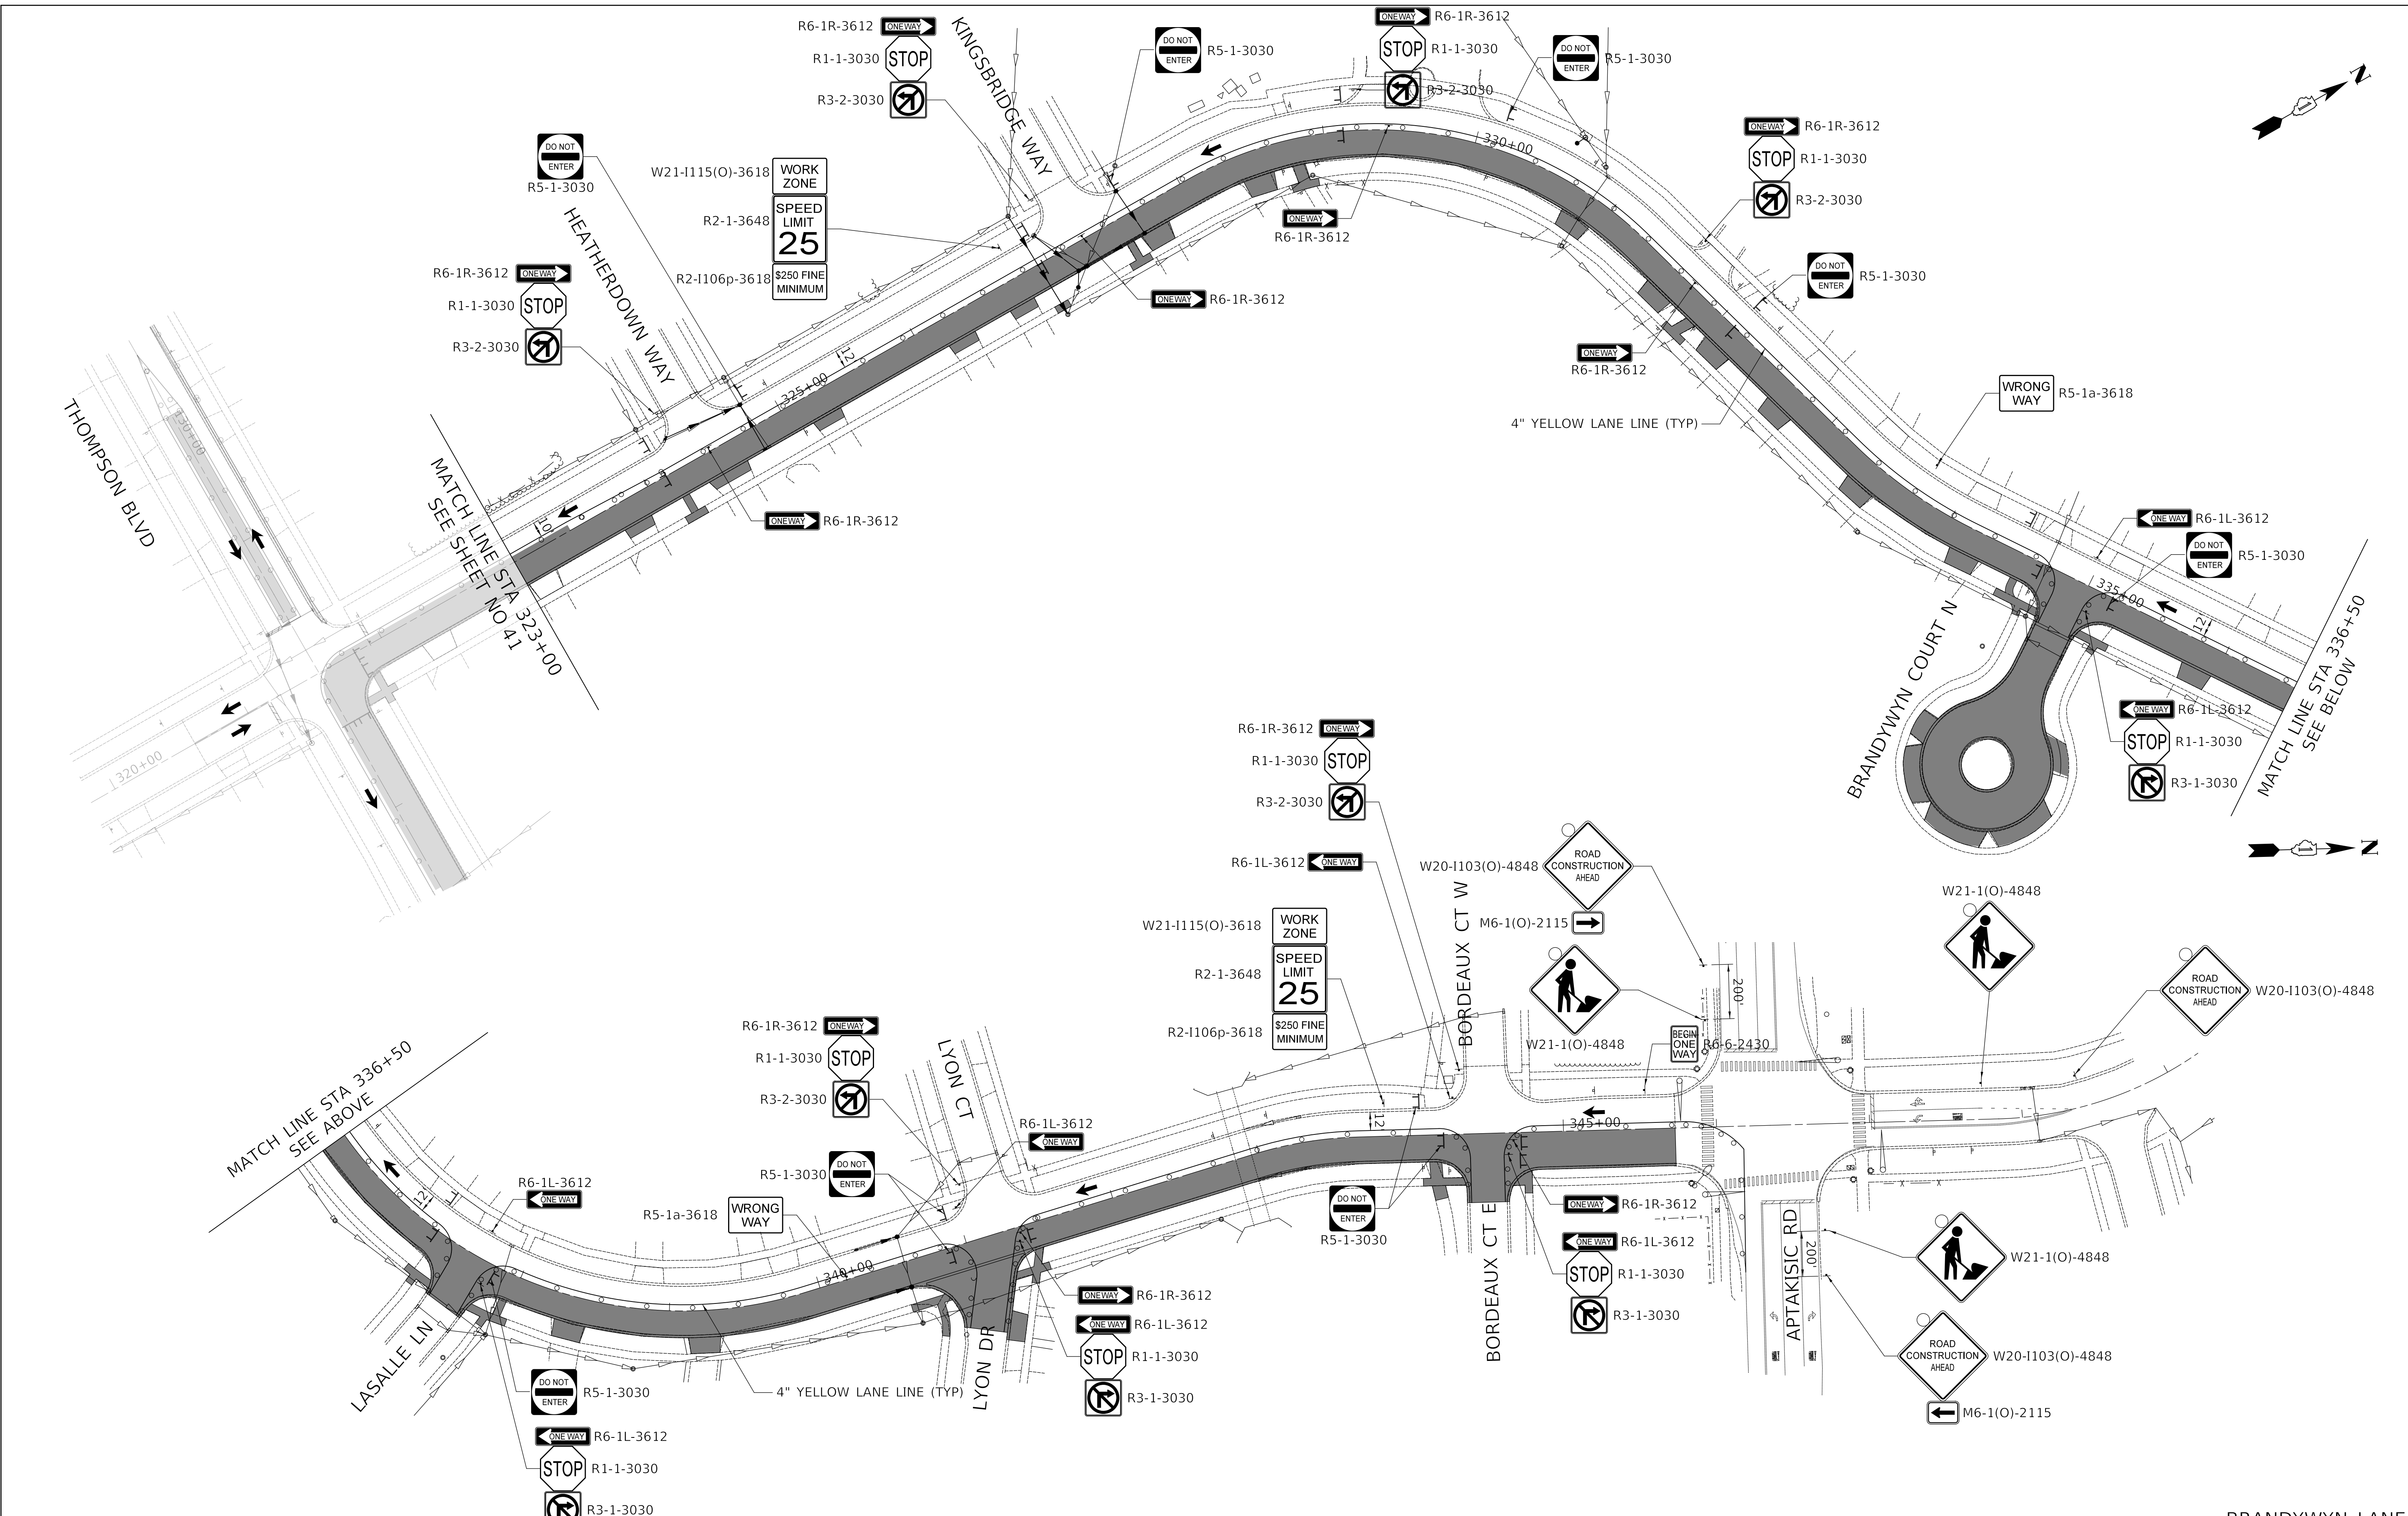 R6-1R-3612
ONE WAY
R1-1-3030
STOP
R3-2-3030
KINGSBRIDGE WAY
DO NOT
ENTER
R5-1-3030
ONE WAY
R6-1R-3612
STOP
R1-1-3030
R3-2-3030
DO NOT
ENTER
R5-1-3030
N
ONE WAY
R6-1R-3612
STOP
R1-1-3030
R3-2-3030
DO NOT
ENTER
R5-1-3030
W21-I115(O)-3618
WORK
ZONE
R2-1-3648
SPEED
LIMIT
25
R2-I106p-3618
$250 FINE
MINIMUM
HEATHERDOWN WAY
R6-1R-3612
ONE WAY
R1-1-3030
STOP
R3-2-3030
330+00
ONE WAY
R6-1R-3612
ONE WAY
R6-1R-3612
DO NOT
ENTER
R5-1-3030
ONE WAY
R6-1R-3612
4" YELLOW LANE LINE (TYP)
WRONG
WAY
R5-1a-3618
12'
325+00
THOMPSON BLVD
130+00
MATCH LINE STA 323+00
SEE SHEET NO 41
10'
ONE WAY
R6-1R-3612
ONE WAY
R6-1L-3612
DO NOT
ENTER
R5-1-3030
335+00
12'
MATCH LINE STA 336+50
SEE BELOW
BRANDYWYN COURT N
ONE WAY
R6-1L-3612
STOP
R1-1-3030
R3-1-3030
320+00
N
R6-1R-3612
ONE WAY
R1-1-3030
STOP
R3-2-3030
R6-1L-3612
ONE WAY
BORDEAUX CT W
W20-I103(O)-4848
ROAD
CONSTRUCTION
AHEAD
M6-1(O)-2115
W21-1(O)-4848
200'
BEGIN
ONE
WAY
R6-6-2430
W21-1(O)-4848
ROAD
CONSTRUCTION
AHEAD
W20-I103(O)-4848
W21-I115(O)-3618
WORK
ZONE
R2-1-3648
SPEED
LIMIT
25
R2-I106p-3618
$250 FINE
MINIMUM
R6-1R-3612
ONE WAY
R1-1-3030
STOP
R3-2-3030
LYON CT
R6-1L-3612
ONE WAY
MATCH LINE STA 336+50
SEE ABOVE
12'
R6-1L-3612
ONE WAY
R5-1-3030
DO NOT
ENTER
R5-1a-3618
WRONG
WAY
340+00
12'
345+00
DO NOT
ENTER
R5-1-3030
BORDEAUX CT E
ONE WAY
R6-1R-3612
ONE WAY
R6-1L-3612
STOP
R1-1-3030
R3-1-3030
APTAKISIC RD
200'
W21-1(O)-4848
ROAD
CONSTRUCTION
AHEAD
W20-I103(O)-4848
M6-1(O)-2115
LASALLE LN
LYON DR
ONE WAY
R6-1R-3612
ONE WAY
R6-1L-3612
STOP
R1-1-3030
R3-1-3030
4" YELLOW LANE LINE (TYP)
DO NOT
ENTER
R5-1-3030
ONE WAY
R6-1L-3612
STOP
R1-1-3030
R3-1-3030
BRANDYWYN LANE